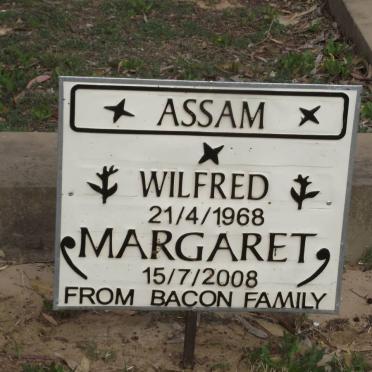 ASSAM
WILFRED
21/4/1968
MARGARET
15/7/2008
FROM BACON FAMILY